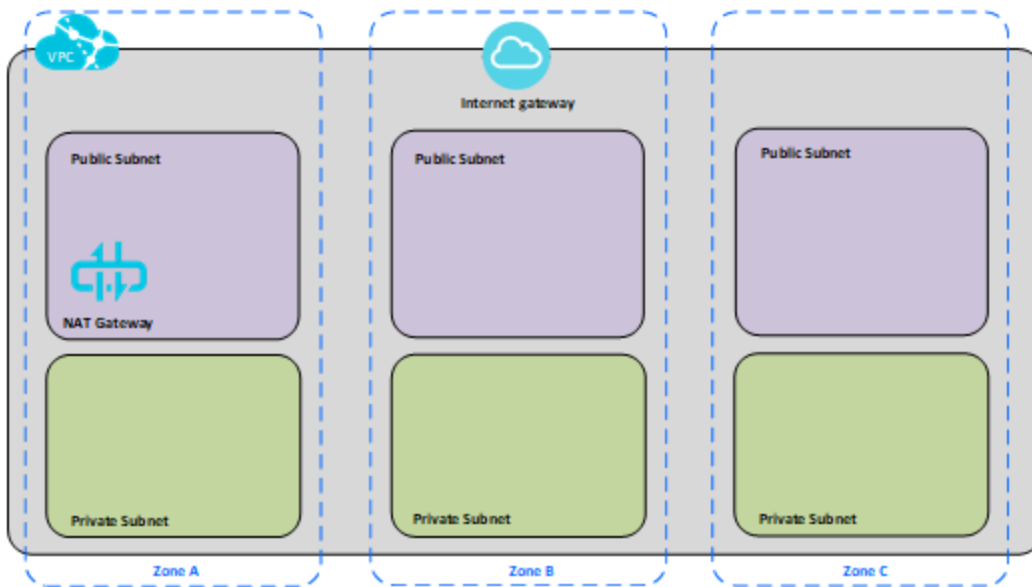 VPC
Internet gateway
Public Subnet
Public Subnet
Public Subnet
NAT Gateway
Private Subnet
Private Subnet
Private Subnet
Zone A
Zone B
Zone C